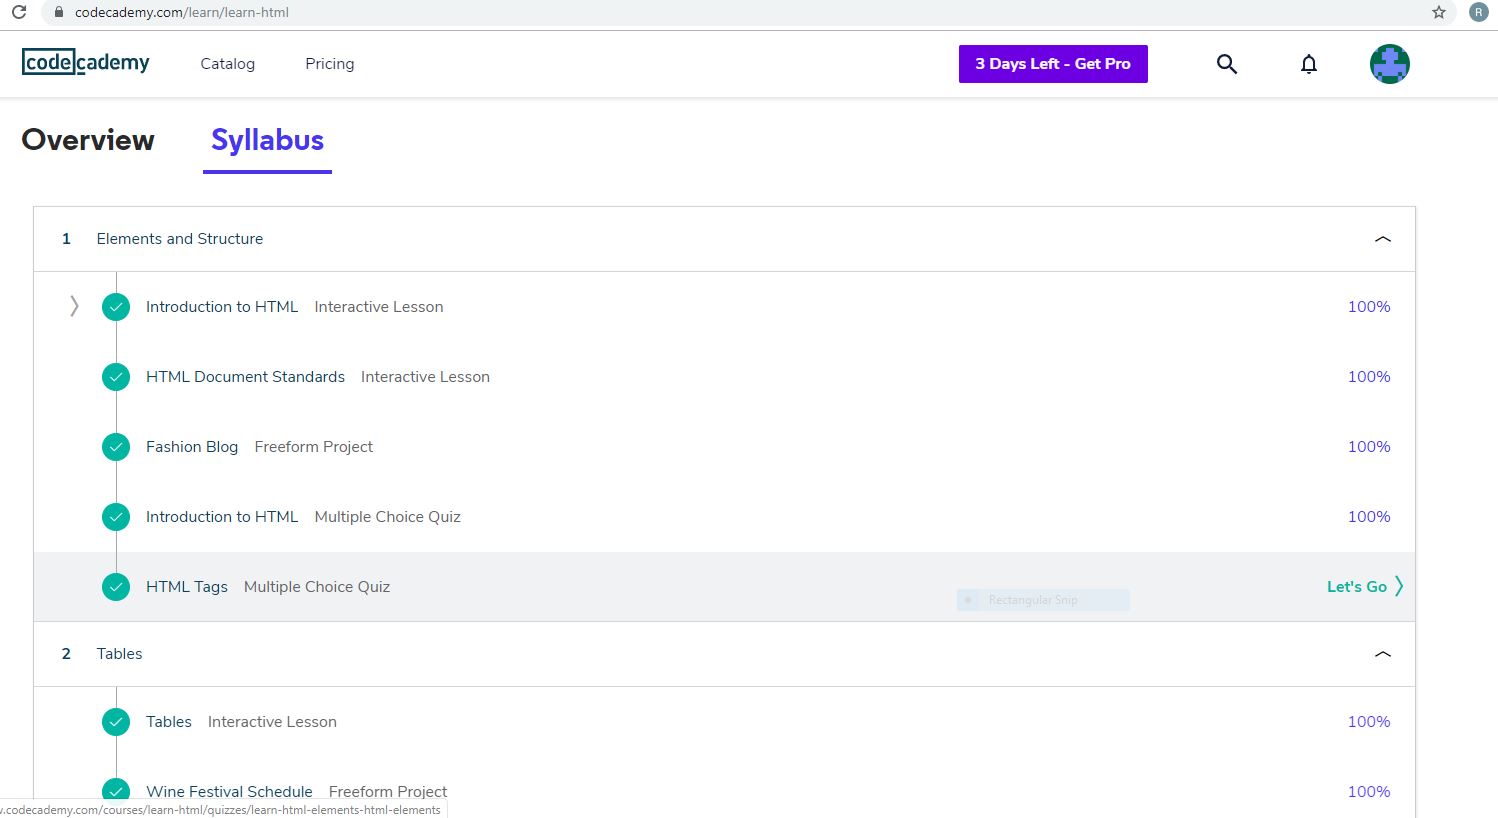 codecademy.com/learn/learn-html
R
codecademy Catalog Pricing 3 Days Left - Get Pro
Overview Syllabus
1 Elements and Structure
Introduction to HTML Interactive Lesson 100%
HTML Document Standards Interactive Lesson 100%
Fashion Blog Freeform Project 100%
Introduction to HTML Multiple Choice Quiz 100%
HTML Tags Multiple Choice Quiz Let's Go
Rectangular Snip
2 Tables
Tables Interactive Lesson 100%
Wine Festival Schedule Freeform Project 100%
.codecademy.com/courses/learn-html/quizzes/learn-html-elements-html-elements